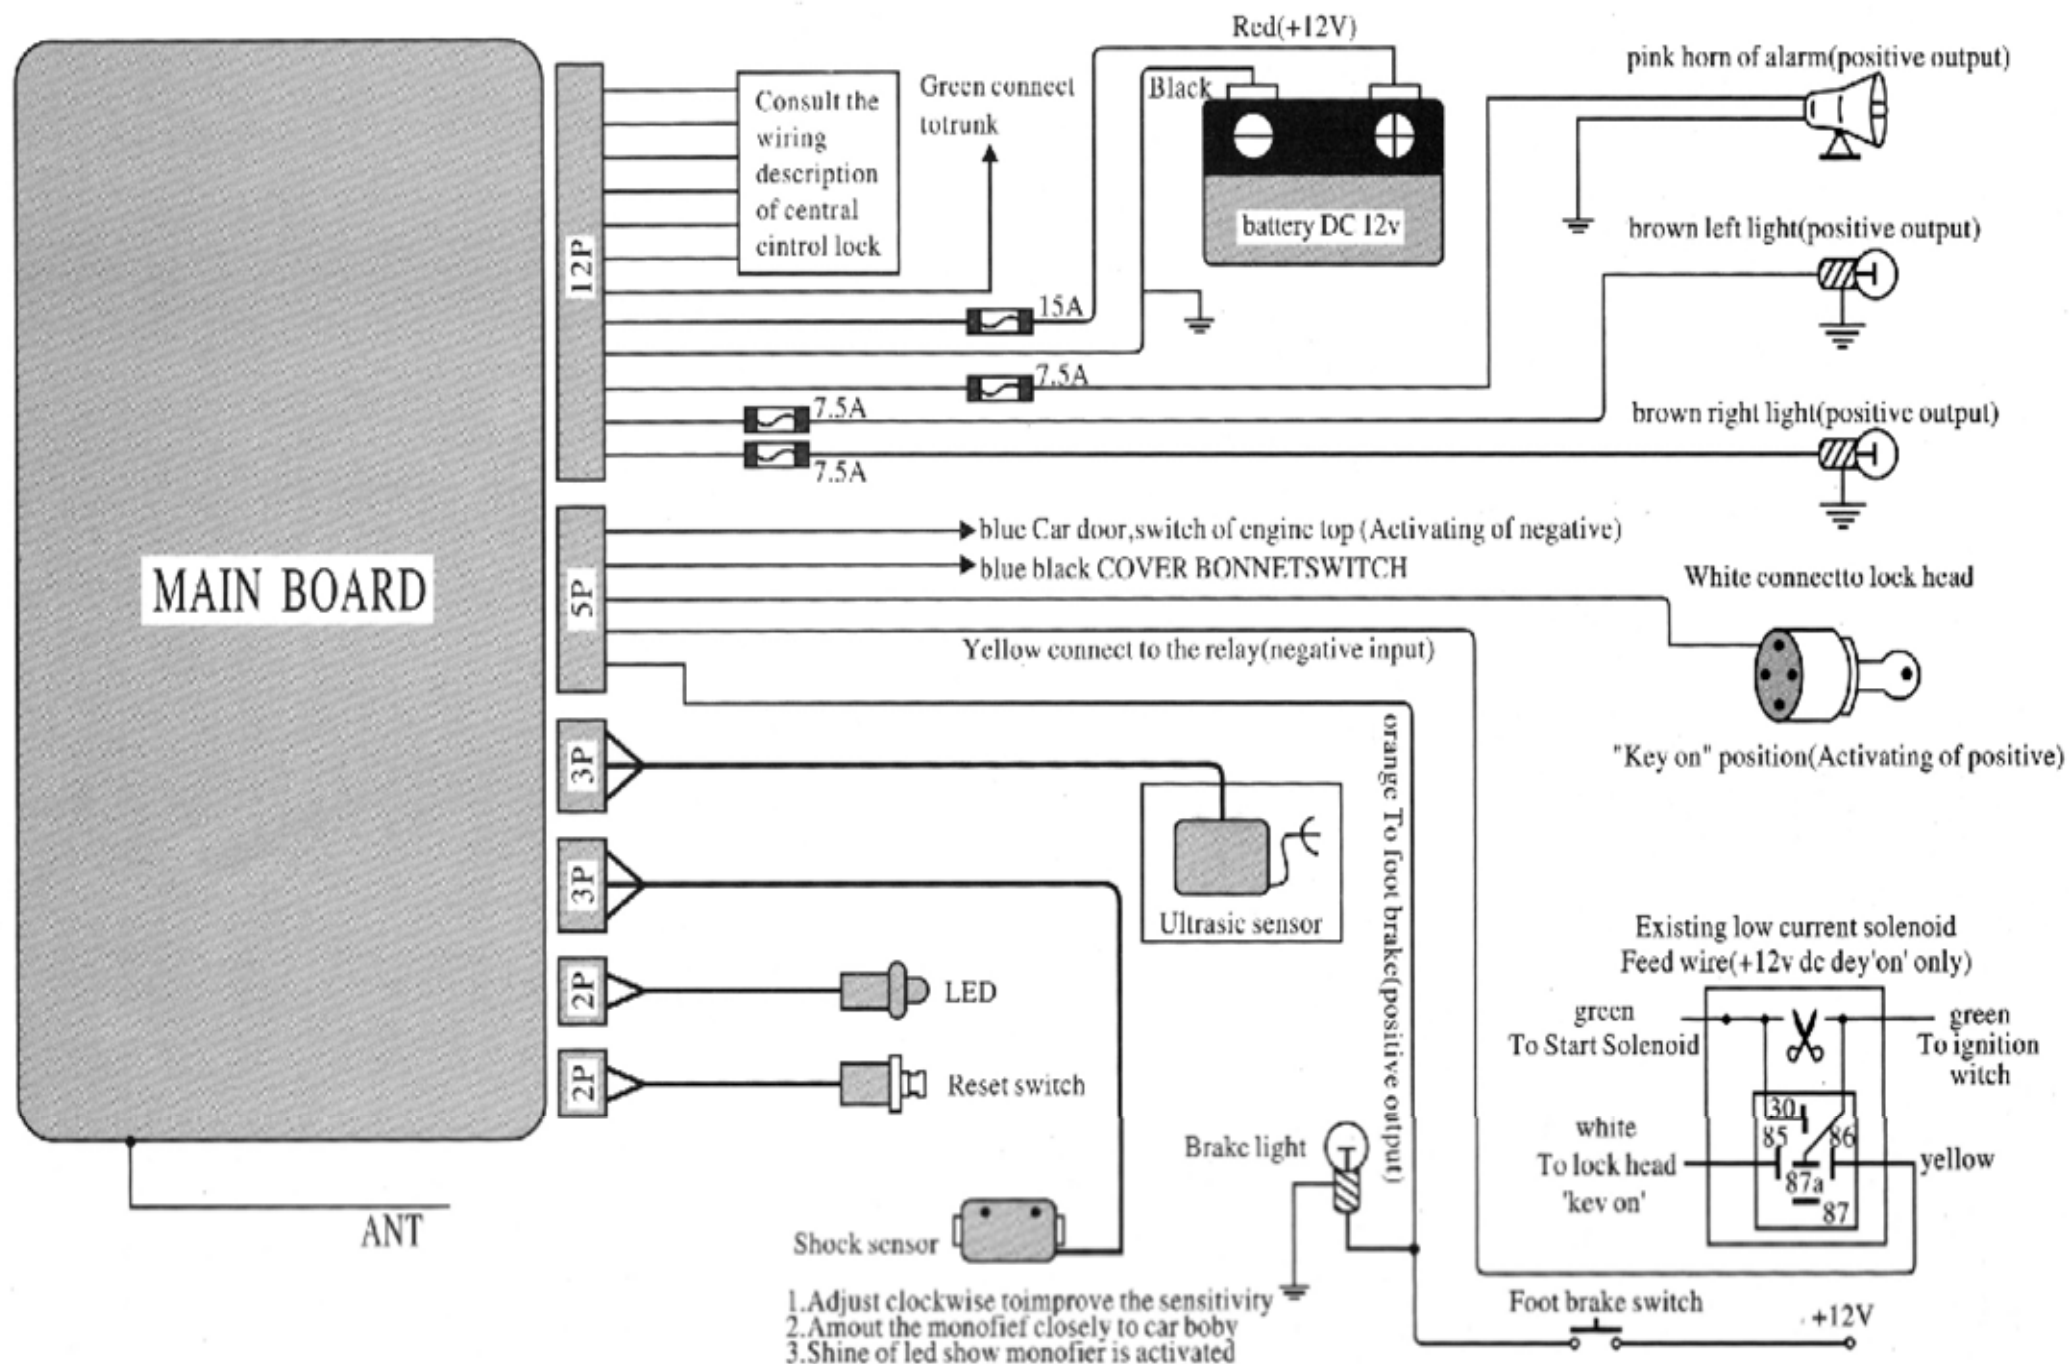 Red(+12V)
pink horn of alarm(positive output)
Green connect
totrunk
Black
Consult the
wiring
description
of central
cintrol lock
battery DC 12v
brown left light(positive output)
12P
15A
7.5A
7.5A
brown right light(positive output)
7.5A
MAIN BOARD
5P
blue Car door,switch of engine top (Activating of negative)
blue black COVER BONNETSWITCH
White connectto lock head
Yellow connect to the relay(negative input)
"Key on" position(Activating of positive)
orange To foot brake(positive output)
3P
Ultrasic sensor
3P
2P
LED
2P
Reset switch
Existing low current solenoid
Feed wire(+12v dc dey'on' only)
green
To Start Solenoid
green
To ignition
witch
30
85
86
87a
87
white
To lock head
'kev on'
yellow
Brake light
ANT
Shock sensor
1.Adjust clockwise toimprove the sensitivity
2.Amout the monofief closely to car boby
3.Shine of led show monofier is activated
Foot brake switch
+12V